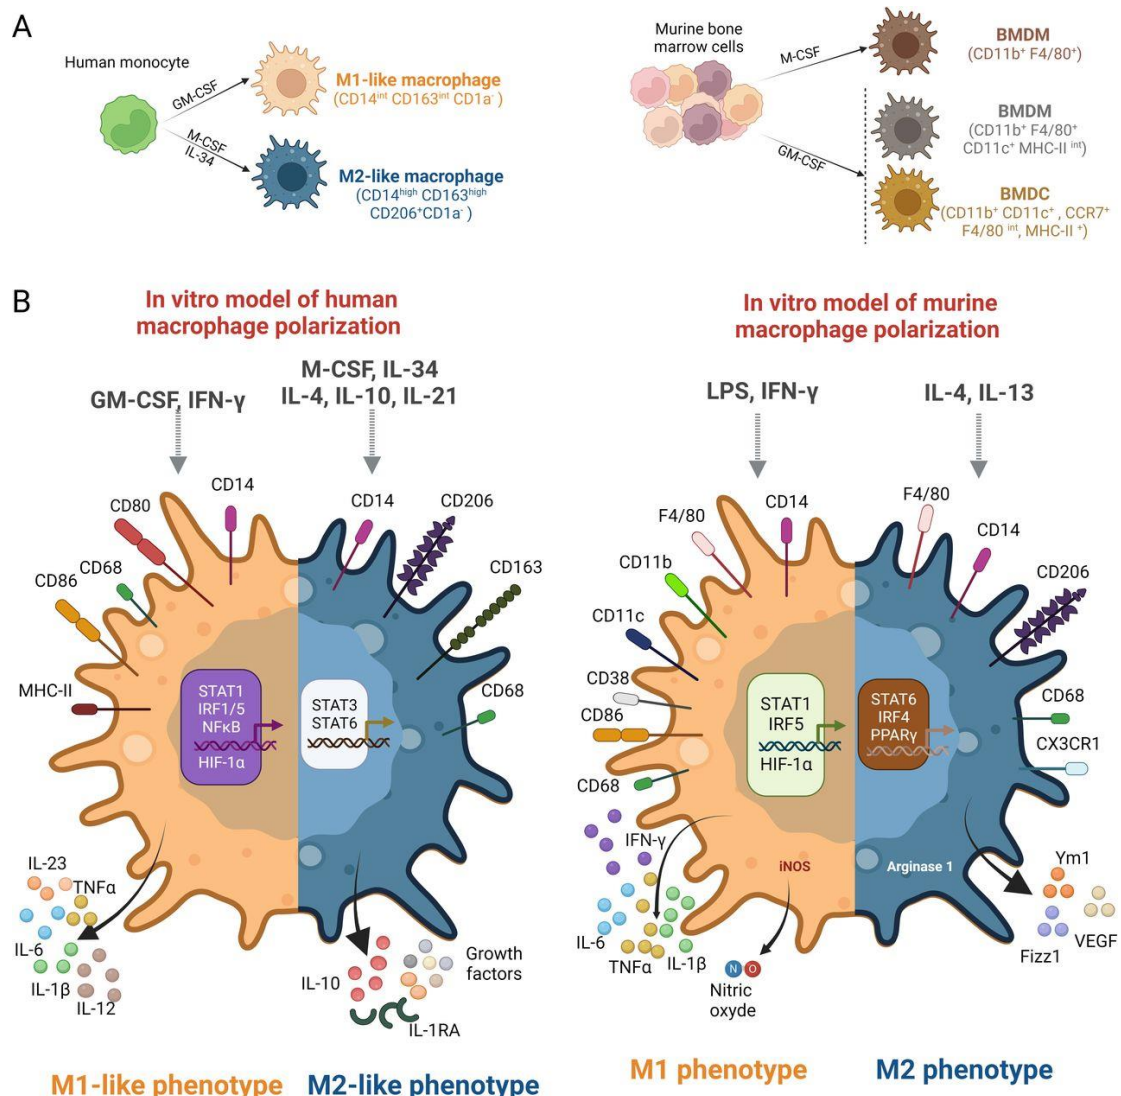 A
Human monocyte
GM-CSF
M-CSF
IL-34
M1-like macrophage
(CD14int CD163int CD1a-)
M2-like macrophage
(CD14high CD163high
CD206+CD1a-)
Murine bone
marrow cells
M-CSF
GM-CSF
BMDM
(CD11b+ F4/80+)
BMDM
(CD11b+ F4/80+
CD11c+ MHC-II int)
BMDC
(CD11b+ CD11c+, CCR7+
F4/80 int, MHC-II +)
B
In vitro model of human
macrophage polarization
GM-CSF, IFN-γ
M-CSF, IL-34
IL-4, IL-10, IL-21
CD14
CD80
CD68
CD86
MHC-II
CD14
CD206
CD163
CD68
STAT1
IRF1/5
NFκB
HIF-1α
STAT3
STAT6
IL-23
TNFα
IL-6
IL-1β
IL-12
IL-10
Growth
factors
IL-1RA
M1-like phenotype
M2-like phenotype
In vitro model of murine
macrophage polarization
LPS, IFN-γ
IL-4, IL-13
CD14
F4/80
CD11b
CD11c
CD38
CD86
CD68
F4/80
CD14
CD206
CD68
CX3CR1
STAT1
IRF5
HIF-1α
STAT6
IRF4
PPARγ
IFN-γ
iNOS
Arginase 1
IL-6
TNFα
IL-1β
N O
Nitric
oxyde
Ym1
Fizz1
VEGF
M1 phenotype
M2 phenotype